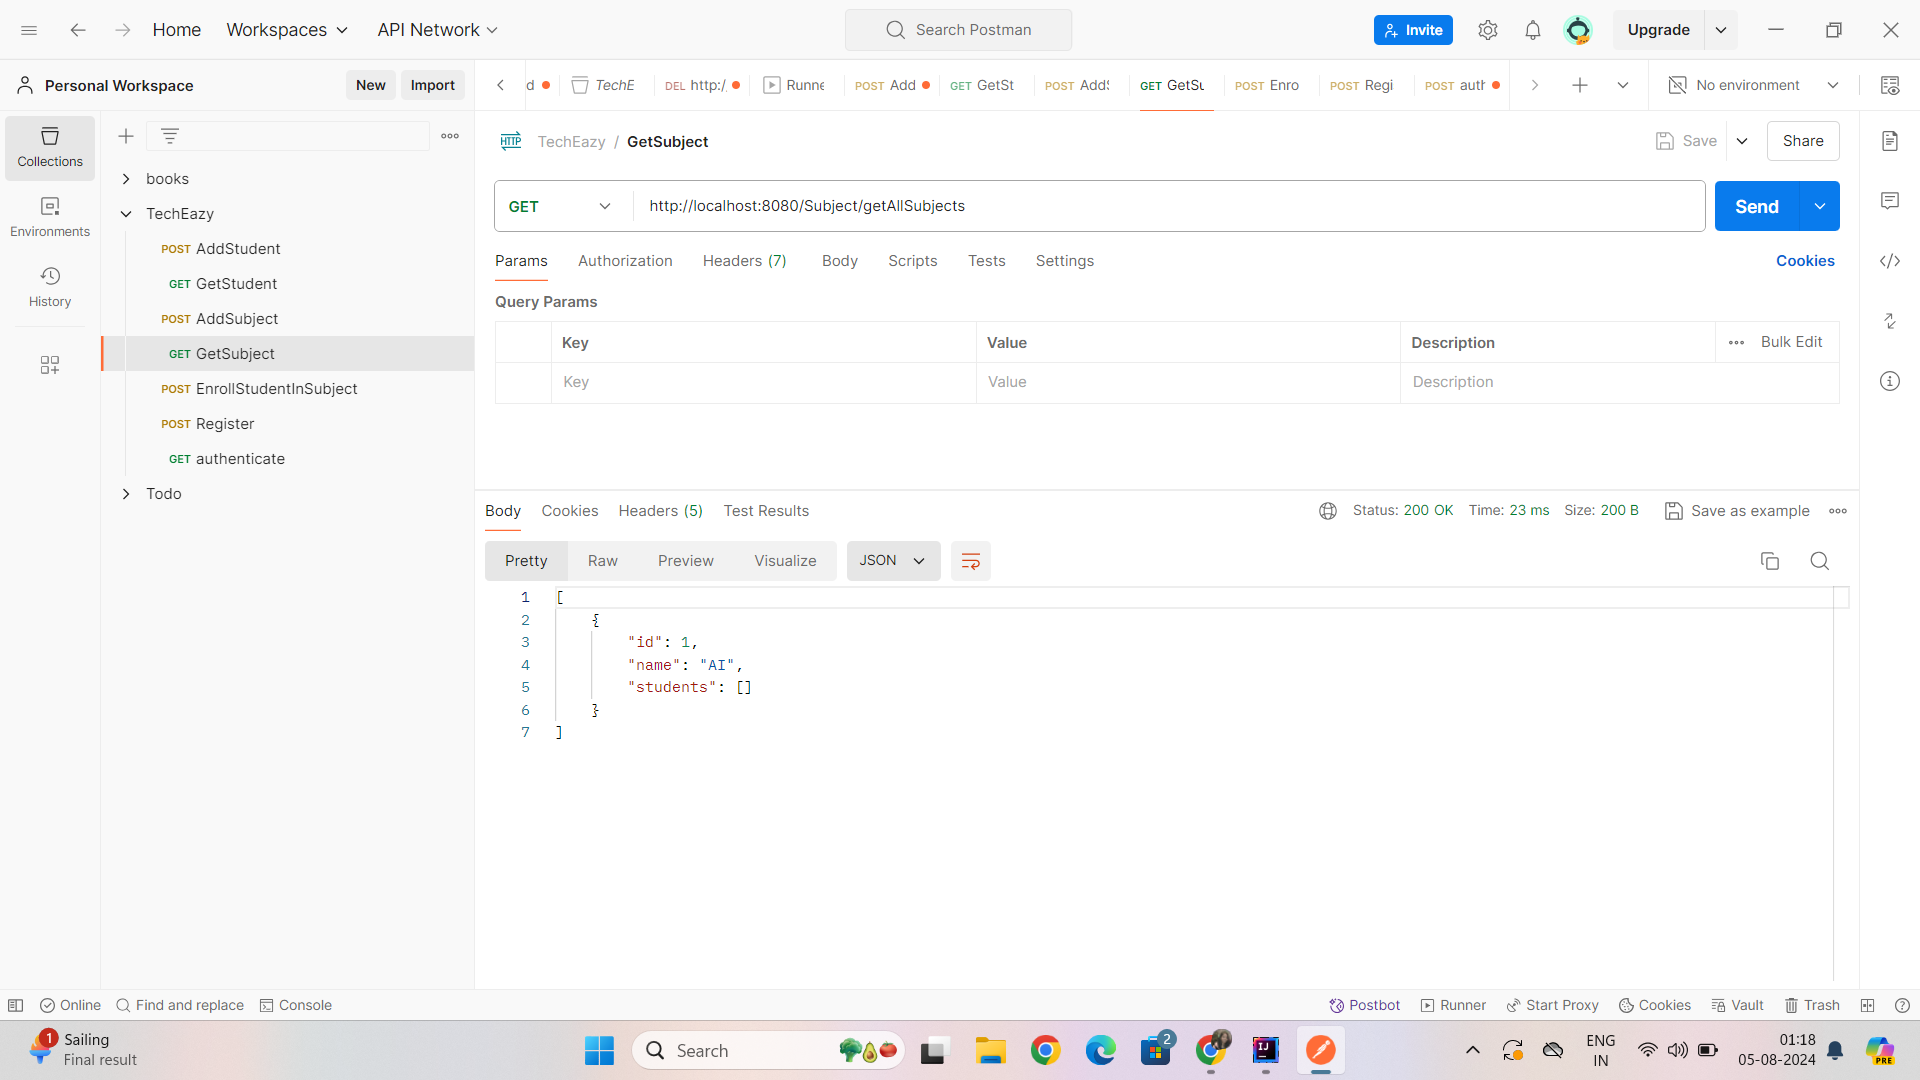 Home Workspaces API Network Search Postman Invite Upgrade
Personal Workspace New Import d TechE DEL http:/ Runne POST Add GET GetSt POST AddS GET GetSu POST Enro POST Regi POST auth No environment
Collections
Environments
History
books
TechEazy
POST AddStudent
GET GetStudent
POST AddSubject
GET GetSubject
POST EnrollStudentInSubject
POST Register
GET authenticate
Todo
HTTP TechEazy / GetSubject Save Share
GET http://localhost:8080/Subject/getAllSubjects Send
Params Authorization Headers (7) Body Scripts Tests Settings Cookies
Query Params
Key Value Description Bulk Edit
Key Value Description
Body Cookies Headers (5) Test Results Status: 200 OK Time: 23 ms Size: 200 B Save as example
Pretty Raw Preview Visualize JSON
1 [
2 {
3 "id": 1,
4 "name": "AI",
5 "students": []
6 }
7 ]
Online Find and replace Console Postbot Runner Start Proxy Cookies Vault Trash
1 Sailing
Final result
Search
2
IJ
ENG
IN
01:18
05-08-2024
PRE